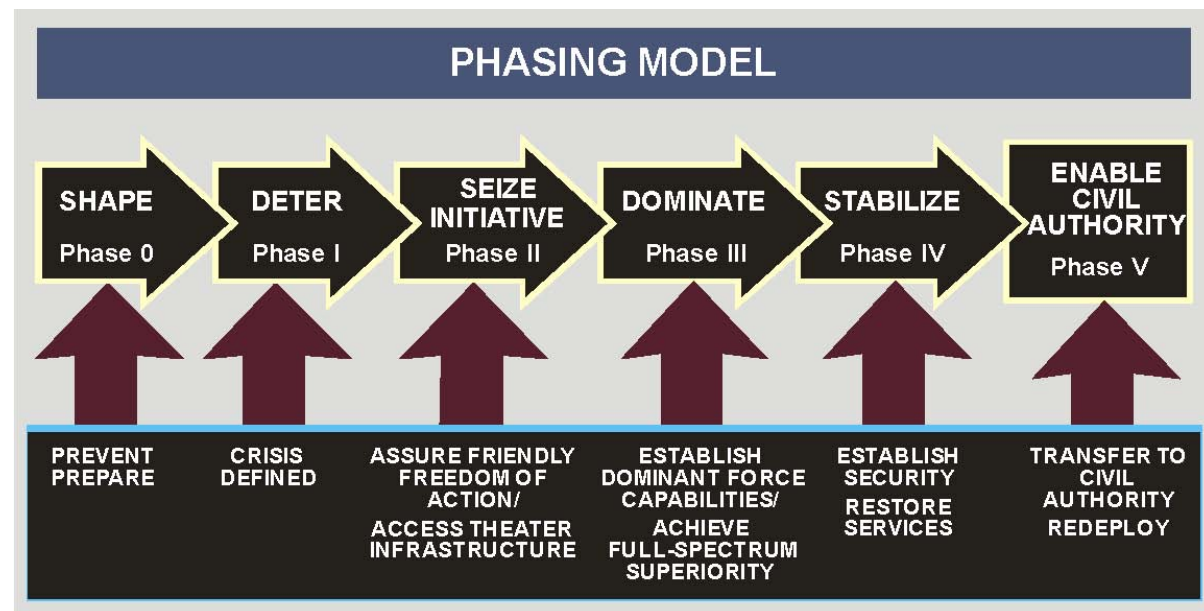 PHASING MODEL
SHAPE
Phase 0
DETER
Phase I
SEIZE
INITIATIVE
Phase II
DOMINATE
Phase III
STABILIZE
Phase IV
ENABLE
CIVIL
AUTHORITY
Phase V
PREVENT
PREPARE
CRISIS
DEFINED
ASSURE FRIENDLY
FREEDOM OF
ACTION/
ACCESS THEATER
INFRASTRUCTURE
ESTABLISH
DOMINANT FORCE
CAPABILITIES/
ACHIEVE
FULL-SPECTRUM
SUPERIORITY
ESTABLISH
SECURITY
RESTORE
SERVICES
TRANSFER TO
CIVIL
AUTHORITY
REDEPLOY